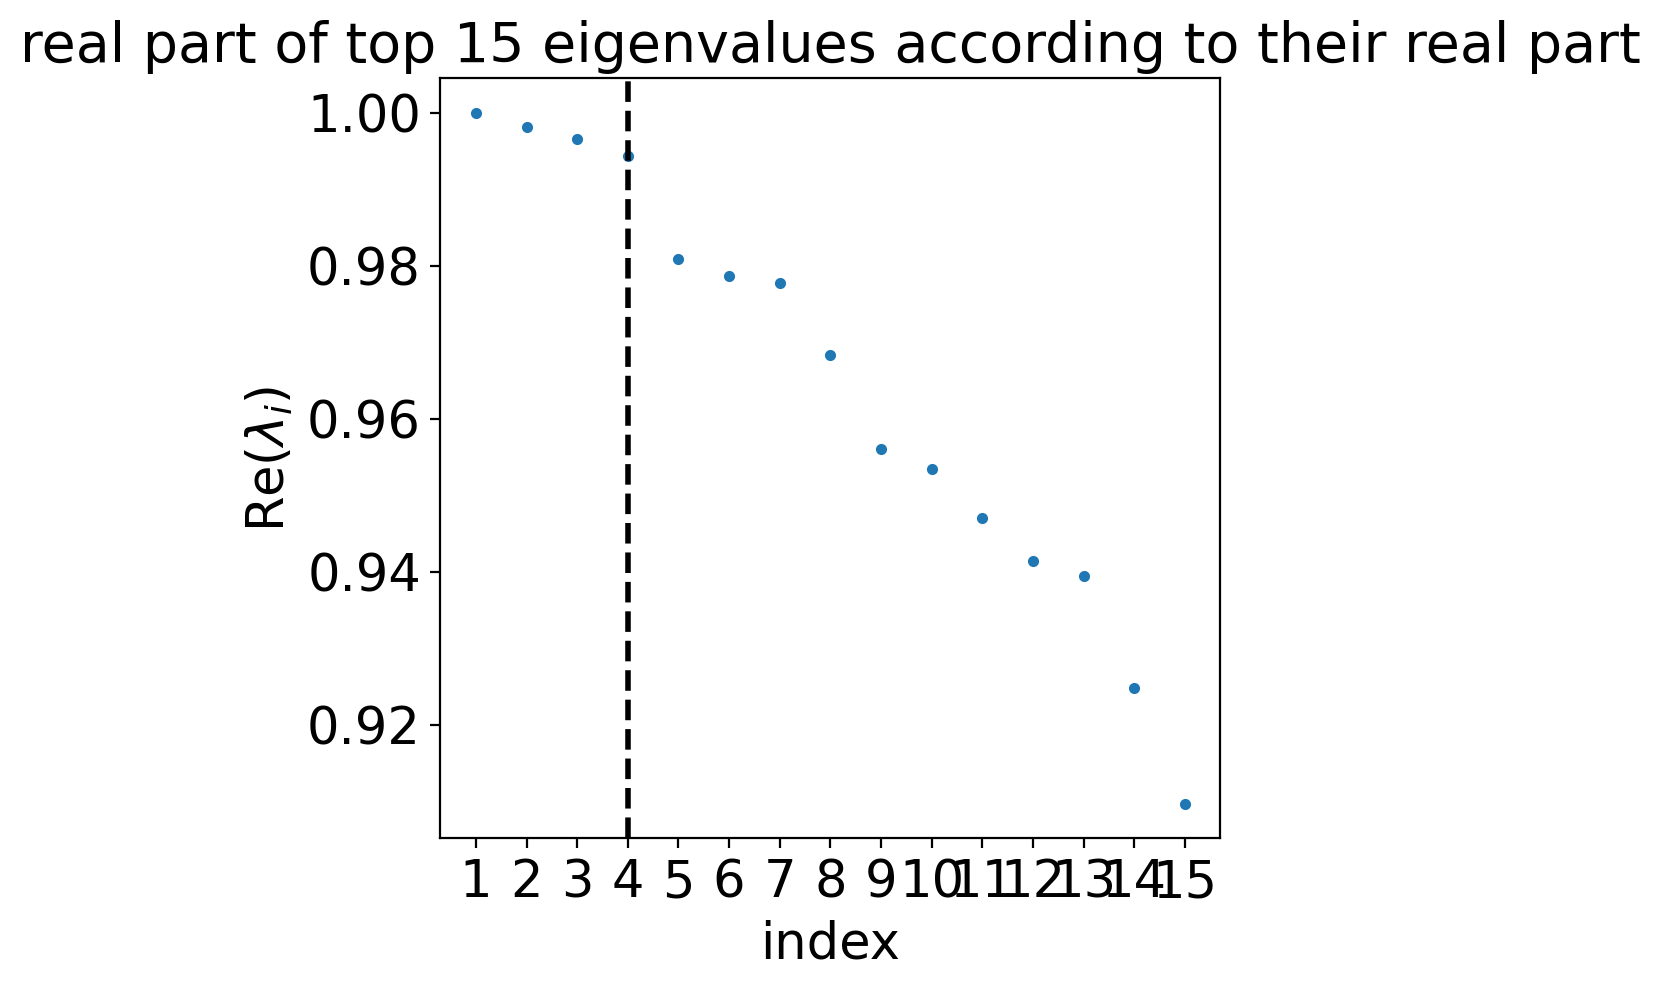 real part of top 15 eigenvalues according to their real part
1.00
0.98
0.96
0.94
0.92
Re(λi)
1 2 3 4 5 6 7 8 9 10 11 12 13 14 15
index